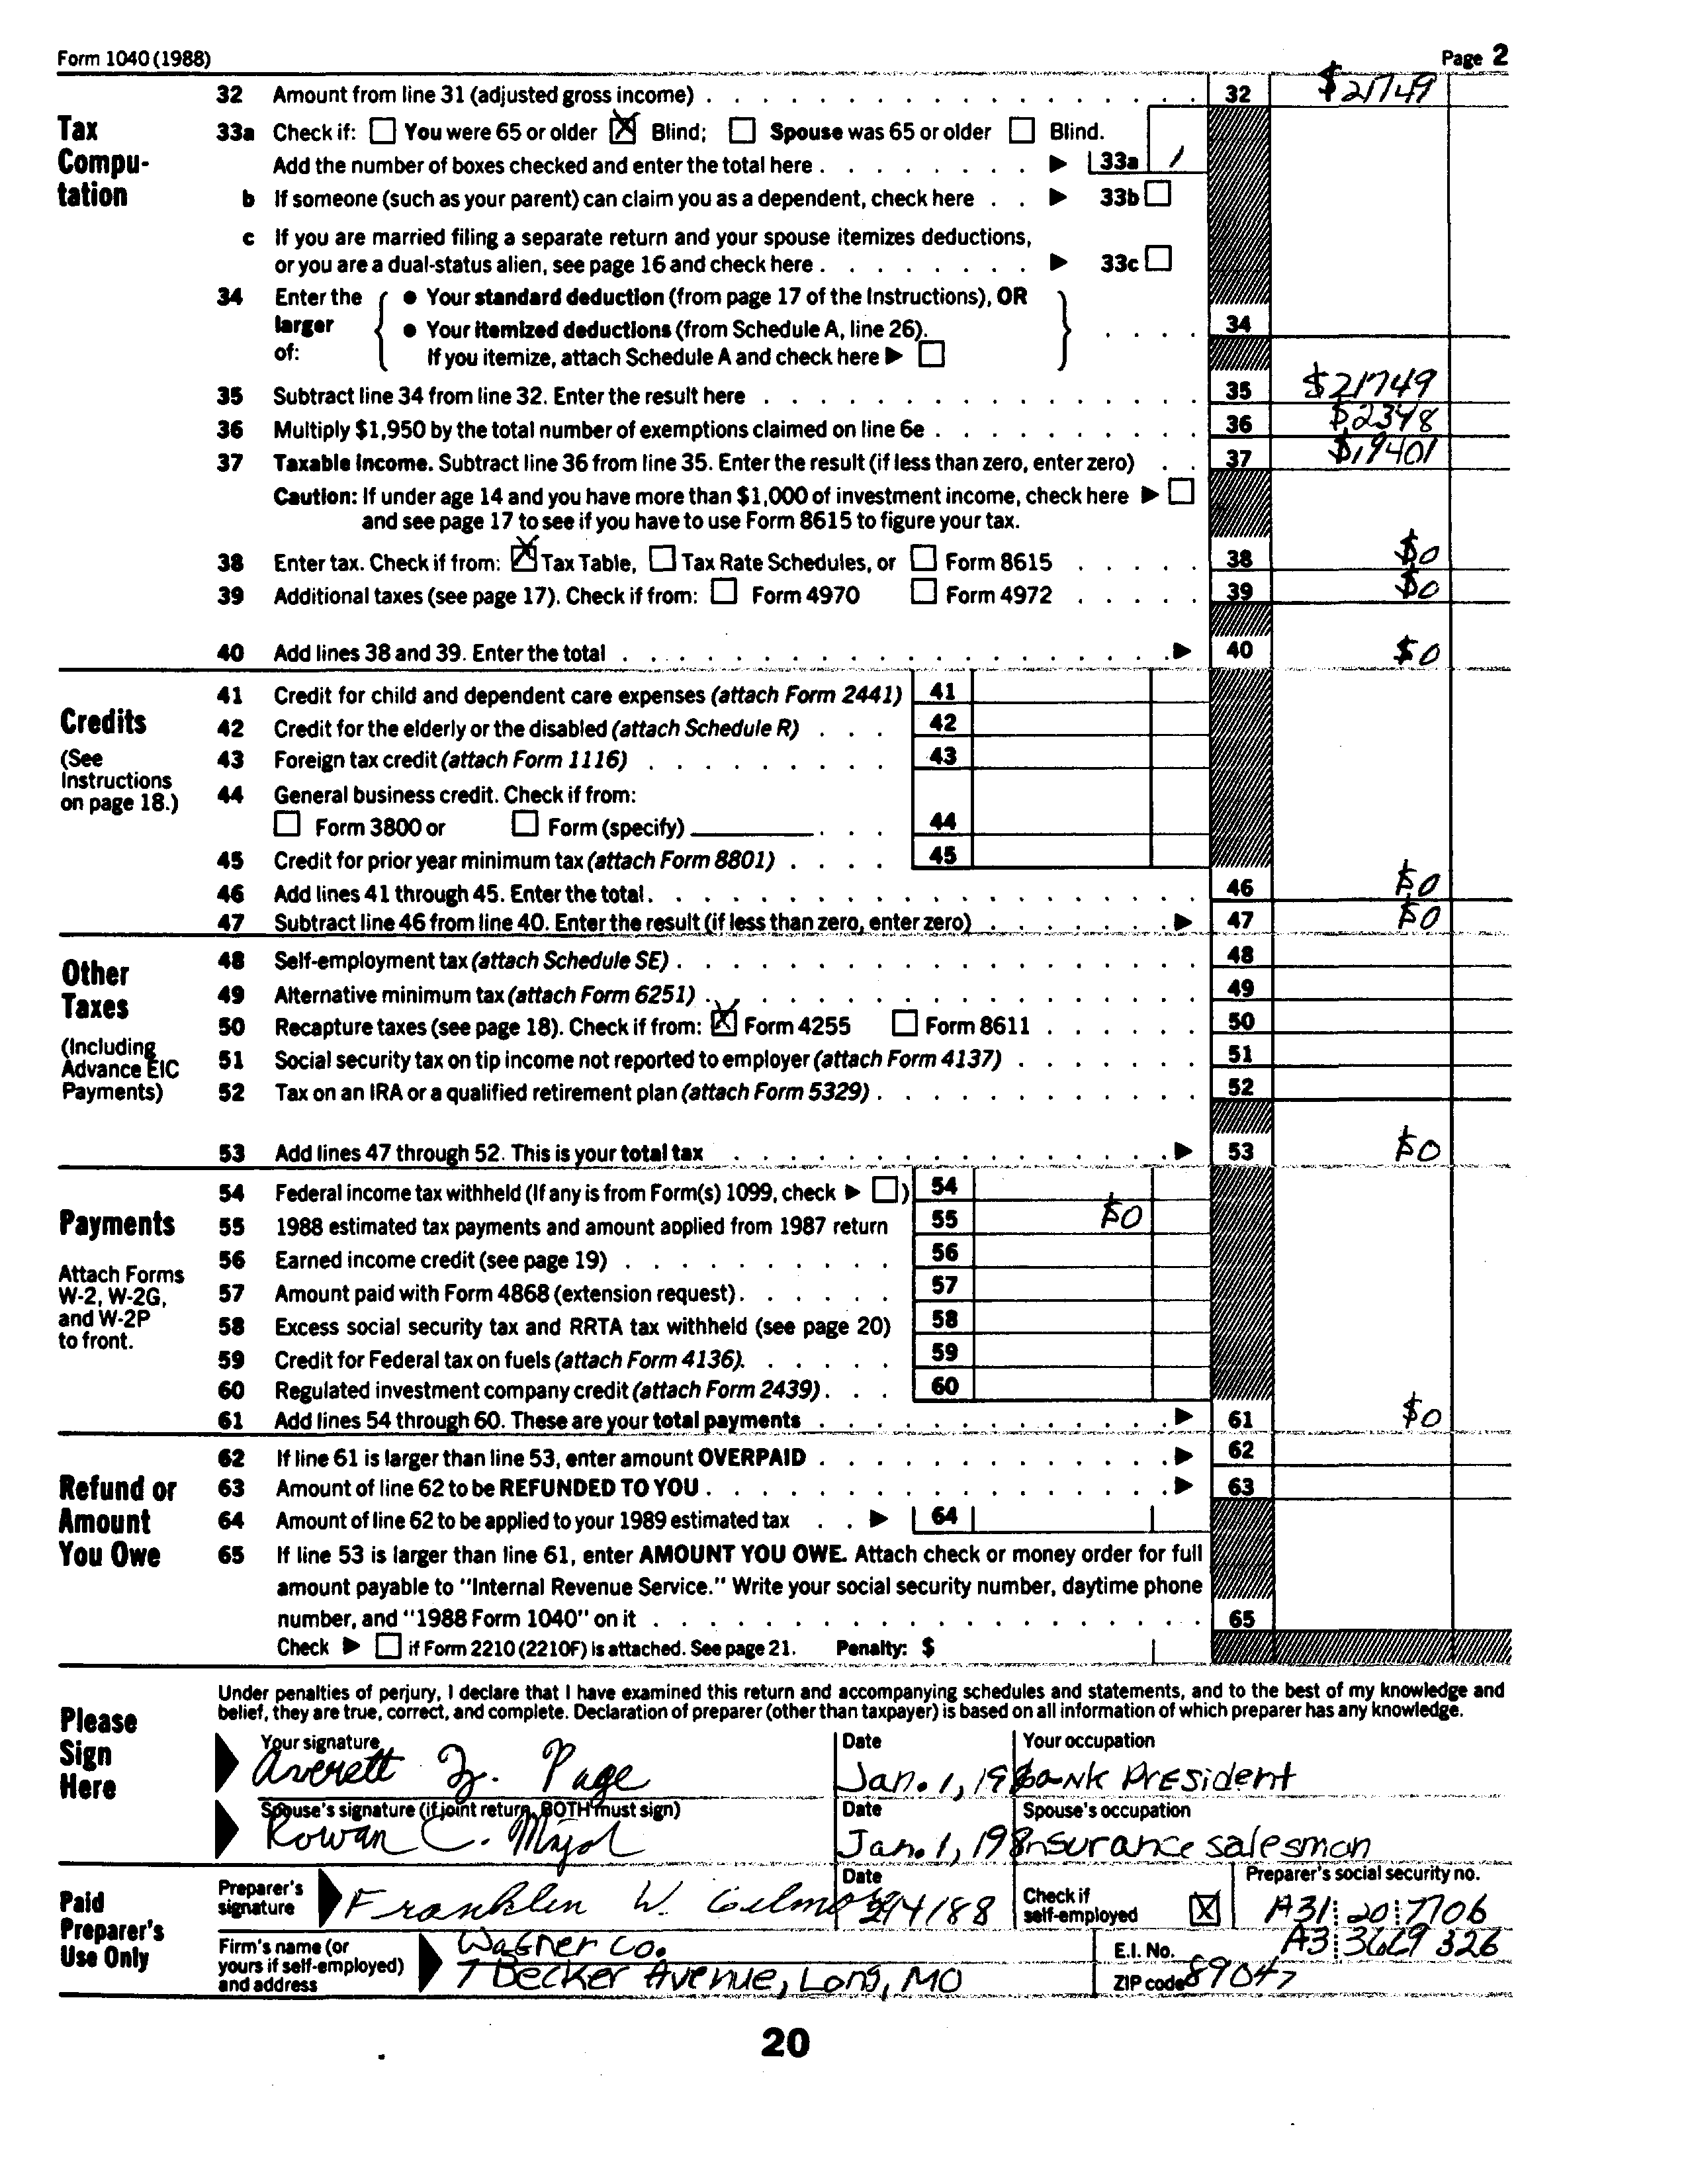 Form 1040 (1988) Page 2
32 Amount from line 31 (adjusted gross income) . . . 32 $21749
Tax Computation
33a Check if: You were 65 or older X Blind; Spouse was 65 or older Blind.
Add the number of boxes checked and enter the total here . . . 33a 1
b If someone (such as your parent) can claim you as a dependent, check here . . 33b
c If you are married filing a separate return and your spouse itemizes deductions,
or you are a dual-status alien, see page 16 and check here . . . 33c
34 Enter the larger of:
• Your standard deduction (from page 17 of the Instructions), OR
• Your itemized deductions (from Schedule A, line 26).
If you itemize, attach Schedule A and check here
34
35 Subtract line 34 from line 32. Enter the result here . . . 35 $21749
36 Multiply $1,950 by the total number of exemptions claimed on line 6e . . . 36 $2348
37 Taxable income. Subtract line 36 from line 35. Enter the result (if less than zero, enter zero) . . 37 $19401
Caution: If under age 14 and you have more than $1,000 of investment income, check here
and see page 17 to see if you have to use Form 8615 to figure your tax.
38 Enter tax. Check if from: X Tax Table, Tax Rate Schedules, or Form 8615 . . . 38 $0
39 Additional taxes (see page 17). Check if from: Form 4970 Form 4972 . . . 39 $0
40 Add lines 38 and 39. Enter the total . . . 40 $0
Credits
(See Instructions on page 18.)
41 Credit for child and dependent care expenses (attach Form 2441) 41
42 Credit for the elderly or the disabled (attach Schedule R) . . . 42
43 Foreign tax credit (attach Form 1116) . . . 43
44 General business credit. Check if from:
Form 3800 or Form (specify) . . . 44
45 Credit for prior year minimum tax (attach Form 8801) . . . 45
46 Add lines 41 through 45. Enter the total . . . 46 $0
47 Subtract line 46 from line 40. Enter the result (if less than zero, enter zero) . . . 47 $0
Other Taxes
(Including Advance EIC Payments)
48 Self-employment tax (attach Schedule SE) . . . 48
49 Alternative minimum tax (attach Form 6251) . . . 49
50 Recapture taxes (see page 18). Check if from: X Form 4255 Form 8611 . . . 50
51 Social security tax on tip income not reported to employer (attach Form 4137) . . . 51
52 Tax on an IRA or a qualified retirement plan (attach Form 5329) . . . 52
53 Add lines 47 through 52. This is your total tax . . . 53 $0
Payments
Attach Forms W-2, W-2G, and W-2P to front.
54 Federal income tax withheld (If any is from Form(s) 1099, check ) 54
55 1988 estimated tax payments and amount applied from 1987 return 55 $0
56 Earned income credit (see page 19) . . . 56
57 Amount paid with Form 4868 (extension request) . . . 57
58 Excess social security tax and RRTA tax withheld (see page 20) 58
59 Credit for Federal tax on fuels (attach Form 4136) . . . 59
60 Regulated investment company credit (attach Form 2439) . . . 60
61 Add lines 54 through 60. These are your total payments . . . 61 $0
Refund or Amount You Owe
62 If line 61 is larger than line 53, enter amount OVERPAID . . . 62
63 Amount of line 62 to be REFUNDED TO YOU . . . 63
64 Amount of line 62 to be applied to your 1989 estimated tax . . 64
65 If line 53 is larger than line 61, enter AMOUNT YOU OWE. Attach check or money order for full
amount payable to "Internal Revenue Service." Write your social security number, daytime phone
number, and "1988 Form 1040" on it . . . 65
Check if Form 2210 (2210F) is attached. See page 21. Penalty: $
Please Sign Here
Under penalties of perjury, I declare that I have examined this return and accompanying schedules and statements, and to the best of my knowledge and
belief, they are true, correct, and complete. Declaration of preparer (other than taxpayer) is based on all information of which preparer has any knowledge.
Your signature Date Your occupation
Averett Page Jan. 1, 198 Bank President
Spouse's signature (if joint return, BOTH must sign) Date Spouse's occupation
Rowan C. Major Jan. 1, 198 insurance salesman
Paid Preparer's Use Only
Preparer's signature Franklin W. Gilmore Date 2/4/88 Check if self-employed X Preparer's social security no. A31 20 7706
Firm's name (or yours if self-employed) and address Wagner Co. E.I. No. A3 3669 326
7 Becker Avenue, Long, MO ZIP code 89047
20